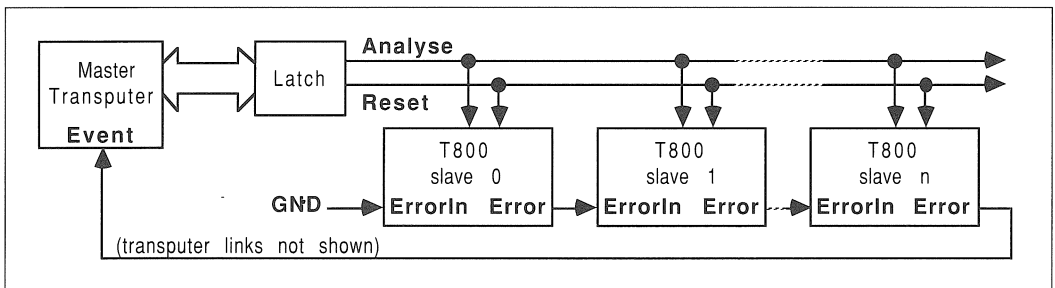 Analyse
Master
Transputer
Event
Latch
Reset
T800
slave 0
ErrorIn Error
T800
slave 1
ErrorIn Error
T800
slave n
ErrorIn Error
GND
(transputer links not shown)